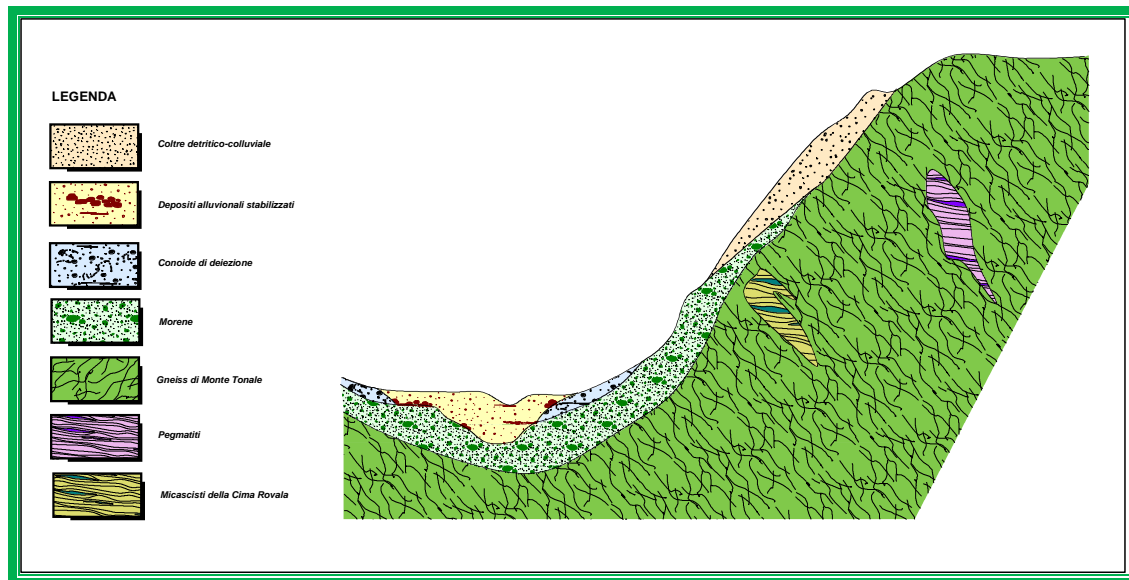 LEGENDA
Coltre detritico-colluviale
Depositi alluvionali stabilizzati
Conoide di deiezione
Morene
Gneiss di Monte Tonale
Pegmatiti
Micascisti della Cima Rovala